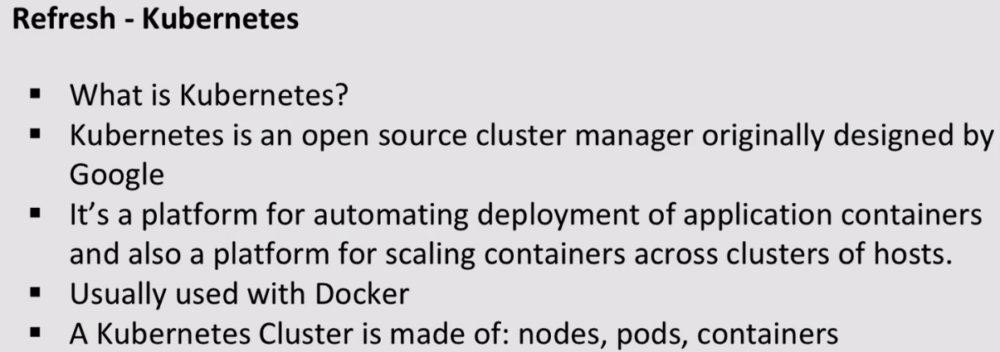 Refresh - Kubernetes
▪ What is Kubernetes?
▪ Kubernetes is an open source cluster manager originally designed by
Google
▪ It’s a platform for automating deployment of application containers
and also a platform for scaling containers across clusters of hosts.
▪ Usually used with Docker
▪ A Kubernetes Cluster is made of: nodes, pods, containers